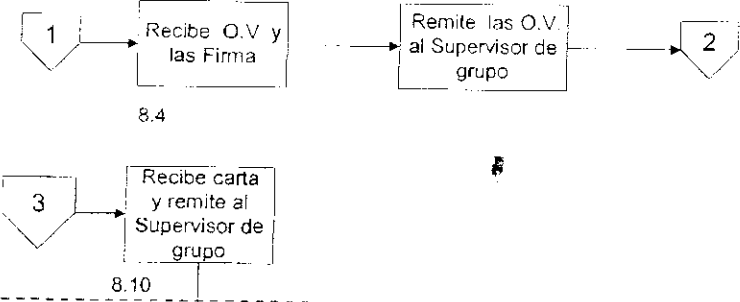 1
Recibe O.V y
las Firma
8.4
Remite las O.V.
al Supervisor de
grupo
2
3
Recibe carta
y remite al
Supervisor de
grupo
8.10